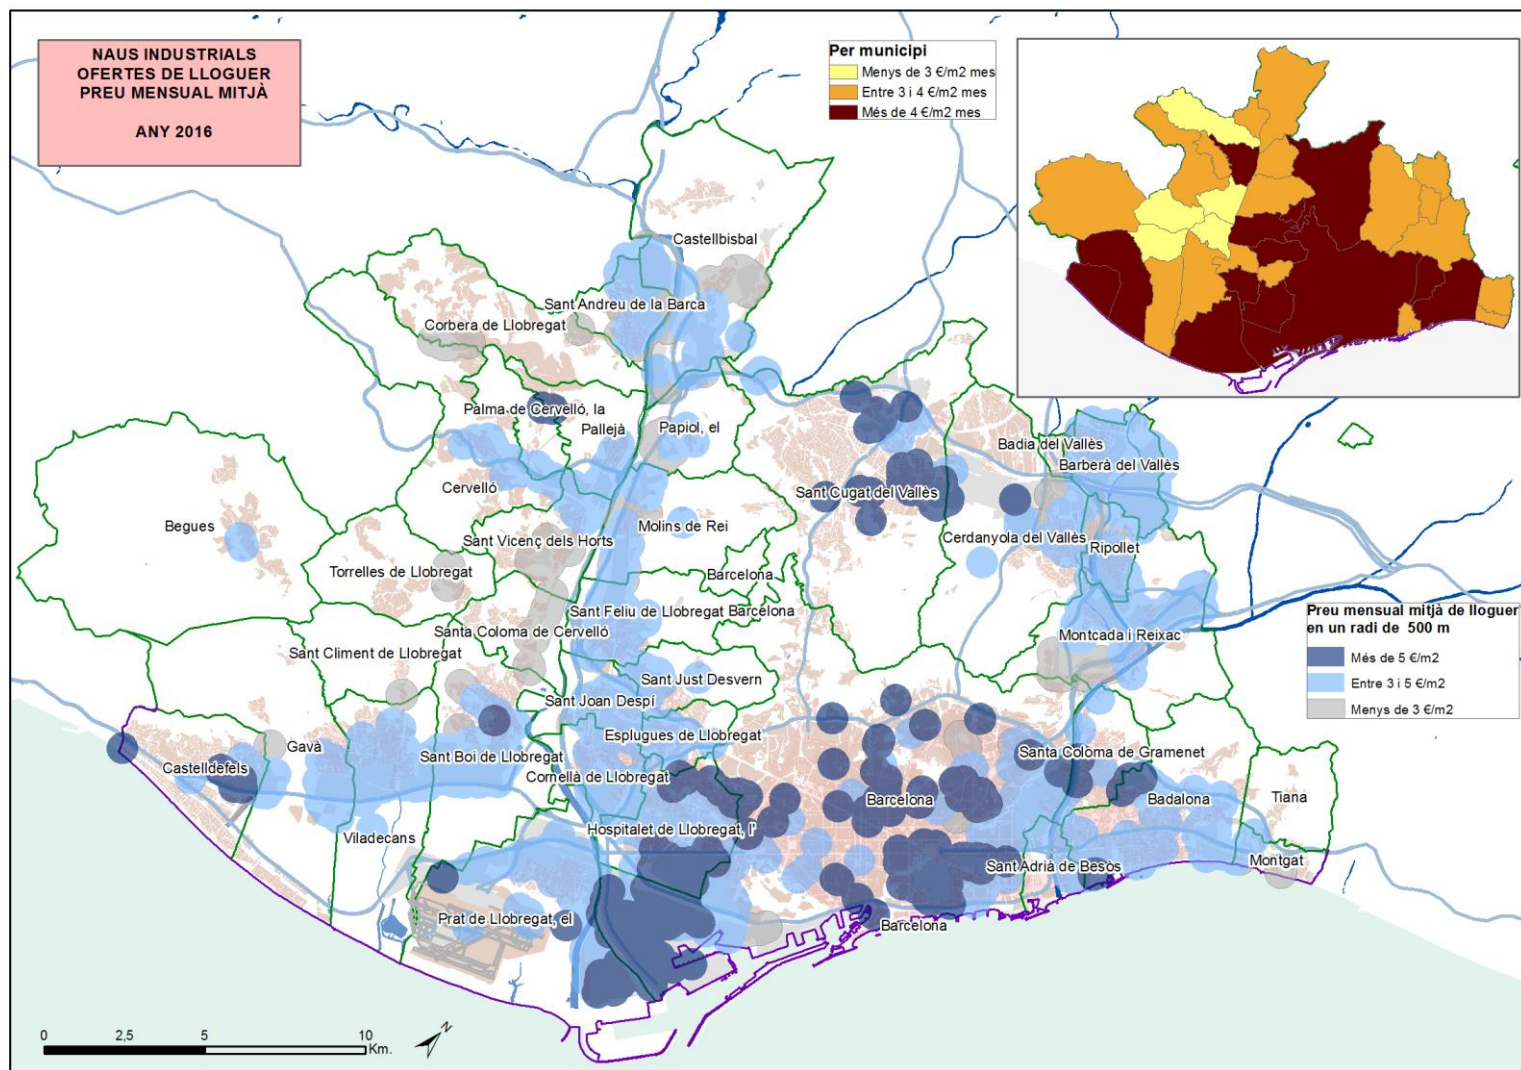 NAUS INDUSTRIALS
OFERTES DE LLOGUER
PREU MENSUAL MITJÀ
ANY 2016
Per municipi
Menys de 3 €/m2 mes
Entre 3 i 4 €/m2 mes
Més de 4 €/m2 mes
Castellbisbal
Sant Andreu de la Barca
Corbera de Llobregat
Palma de Cervelló, la
Pallejà
Papiol, el
Badia del Vallès
Barberà del Vallès
Cervelló
Sant Cugat del Vallès
Begues
Molins de Rei
Sant Vicenç dels Horts
Cerdanyola del Vallès
Ripollet
Torrelles de Llobregat
Barcelona
Sant Feliu de Llobregat
Barcelona
Santa Coloma de Cervelló
Montcada i Reixac
Sant Climent de Llobregat
Sant Just Desvern
Sant Joan Despí
Preu mensual mitjà de lloguer
en un radi de 500 m
Més de 5 €/m2
Entre 3 i 5 €/m2
Menys de 3 €/m2
Esplugues de Llobregat
Gavà
Sant Boi de Llobregat
Santa Coloma de Gramenet
Castelldefels
Cornellà de Llobregat
Barcelona
Badalona
Tiana
Viladecans
Hospitalet de Llobregat, l'
Sant Adrià de Besòs
Montgat
Prat de Llobregat, el
Barcelona
0 2,5 5 10
Km.
N